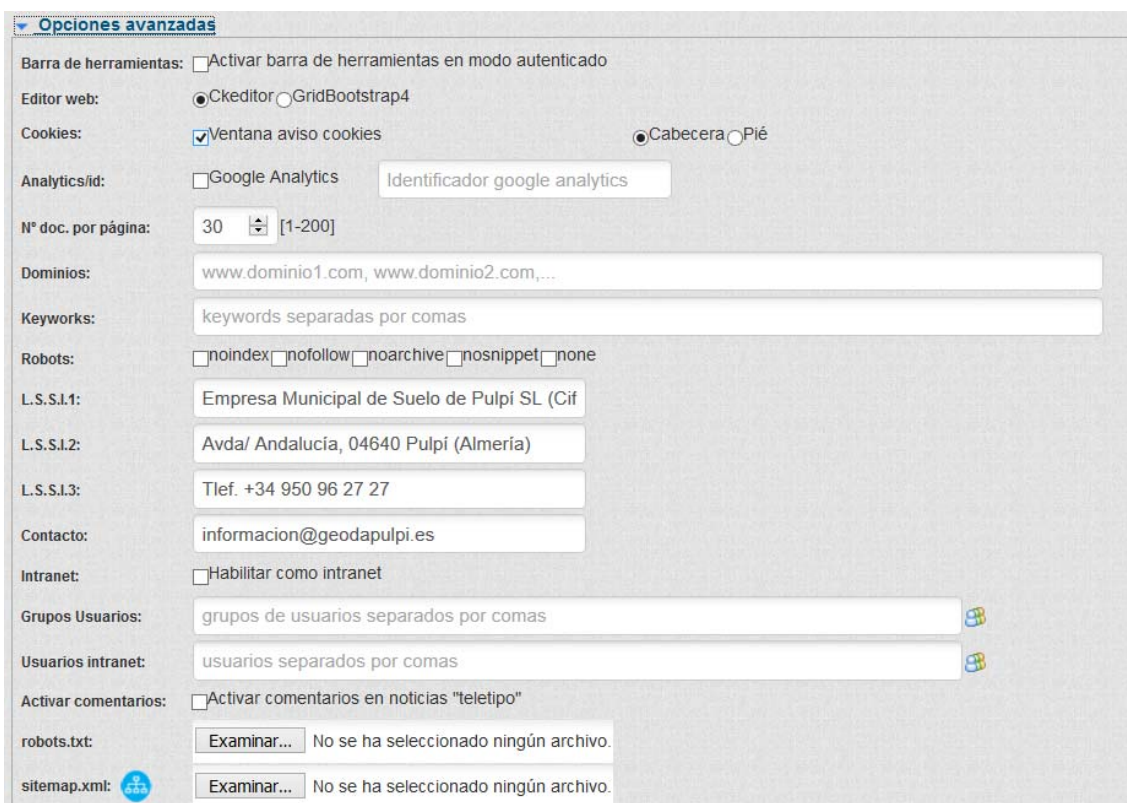 Opciones avanzadas
Barra de herramientas: Activar barra de herramientas en modo autenticado
Editor web: Ckeditor GridBootstrap4
Cookies: Ventana aviso cookies Cabecera Pié
Analytics/id: Google Analytics Identificador google analytics
Nº doc. por página: 30 [1-200]
Dominios: www.dominio1.com, www.dominio2.com,...
Keyworks: keywords separadas por comas
Robots: noindex nofollow noarchive nosnippet none
L.S.S.I.1: Empresa Municipal de Suelo de Pulpí SL (Cif
L.S.S.I.2: Avda/ Andalucía, 04640 Pulpí (Almería)
L.S.S.I.3: Tlef. +34 950 96 27 27
Contacto: informacion@geodapulpi.es
Intranet: Habilitar como intranet
Grupos Usuarios: grupos de usuarios separados por comas
Usuarios intranet: usuarios separados por comas
Activar comentarios: Activar comentarios en noticias "teletipo"
robots.txt: Examinar... No se ha seleccionado ningún archivo.
sitemap.xml: Examinar... No se ha seleccionado ningún archivo.